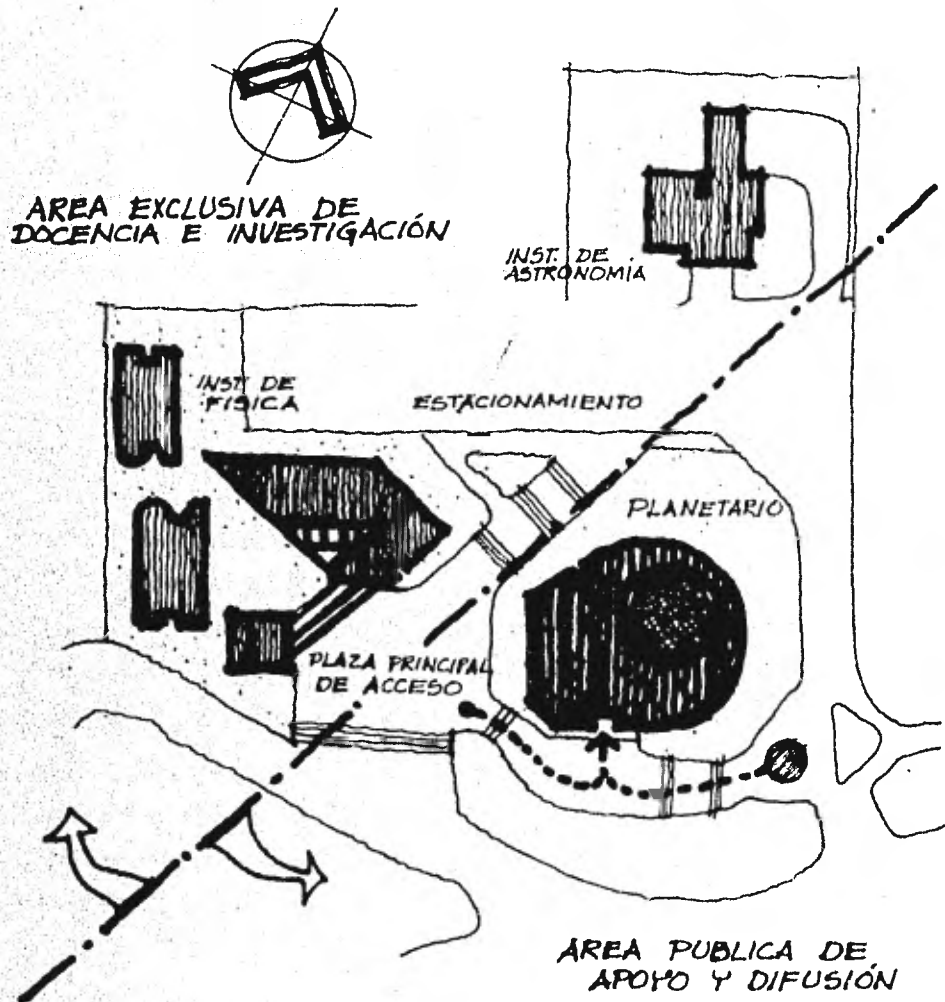 AREA EXCLUSIVA DE
DOCENCIA E INVESTIGACIÓN
INST. DE
ASTRONOMÍA
INST. DE
FISICA
ESTACIONAMIENTO
PLANETARIO
PLAZA PRINCIPAL
DE ACCESO
AREA PUBLICA DE
APOYO Y DIFUSIÓN